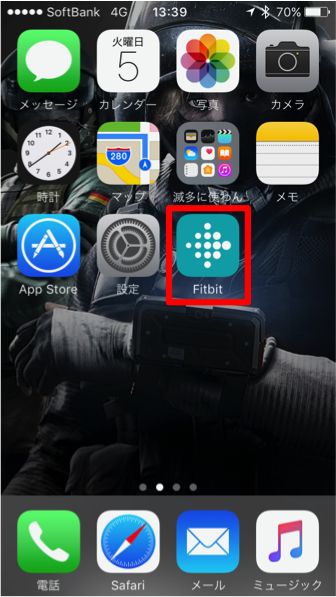 SoftBank 4G 13:39 70%
火曜日
5
メッセージ カレンダー 写真 カメラ
280
時計 マップ 滅多に使わん メモ
App Store 設定 Fitbit
電話 Safari メール ミュージック